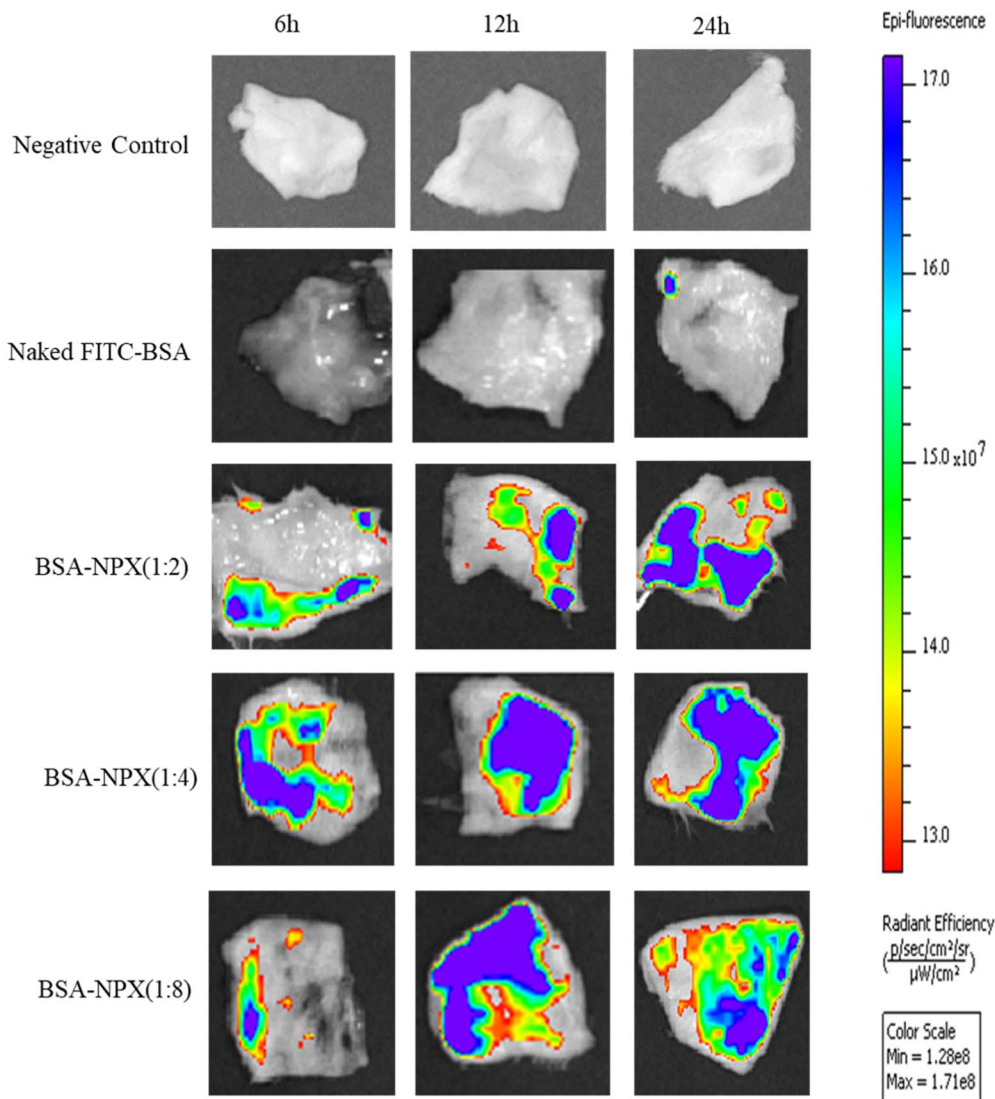 6h
12h
24h
Epi-fluorescence
Negative Control
Naked FITC-BSA
BSA-NPX(1:2)
BSA-NPX(1:4)
BSA-NPX(1:8)
17.0
16.0
15.0 x10⁷
14.0
13.0
Radiant Efficiency
(p/sec/cm²/sr
µW/cm²)
Color Scale
Min = 1.28e8
Max = 1.71e8